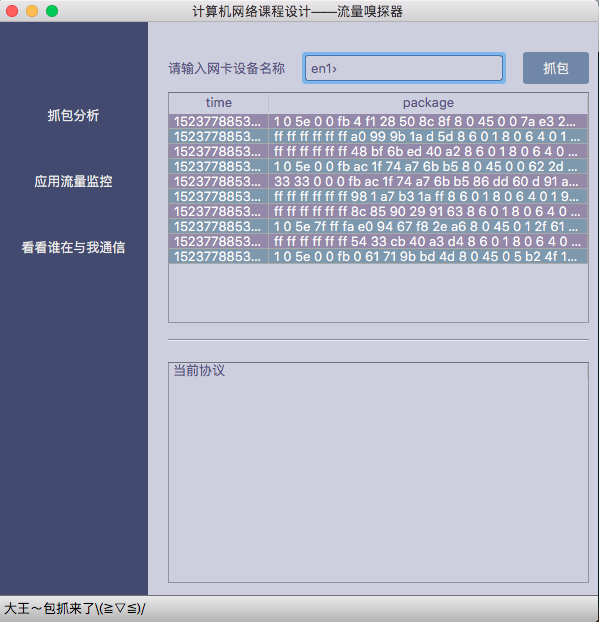 计算机网络课程设计——流量嗅探器
抓包分析
应用流量监控
看看谁在与我通信
请输入网卡设备名称
en1›
抓包
time package
1523778853... 1 0 5e 0 0 fb 4 f1 28 50 8c 8f 8 0 45 0 0 7a e3 2...
1523778853... ff ff ff ff ff ff a0 99 9b 1a d 5d 8 6 0 1 8 0 6 4 0 1 ...
1523778853... ff ff ff ff ff ff 48 bf 6b ed 40 a2 8 6 0 1 8 0 6 4 0 ...
1523778853... 1 0 5e 0 0 fb ac 1f 74 a7 6b b5 8 0 45 0 0 62 2d ...
1523778853... 33 33 0 0 0 fb ac 1f 74 a7 6b b5 86 dd 60 d 91 a...
1523778853... ff ff ff ff ff ff 98 1 a7 b3 1a ff 8 6 0 1 8 0 6 4 0 1 9...
1523778853... ff ff ff ff ff ff 8c 85 90 29 91 63 8 6 0 1 8 0 6 4 0 ...
1523778853... 1 0 5e 7f ff fa e0 94 67 f8 2e a6 8 0 45 0 1 2f 61 ...
1523778853... ff ff ff ff ff ff 54 33 cb 40 a3 d4 8 6 0 1 8 0 6 4 0 ...
1523778853... 1 0 5e 0 0 fb 0 61 71 9b bd 4d 8 0 45 0 5 b2 4f 1...
当前协议
大王～包抓来了\(≧▽≦)/